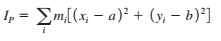 I_P = ∑_i m_i[(x_i − a)² + (y_i − b)²]